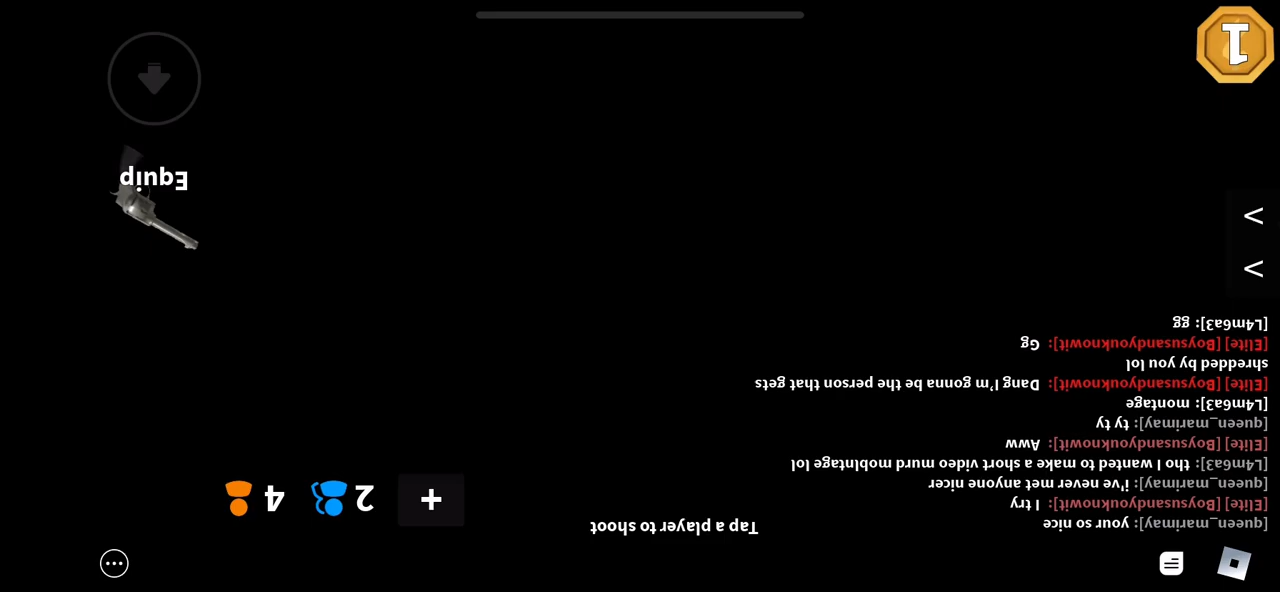 [queen_marimay]: your so nice
[Elite] [Boysusandyouknowit]: I try
[queen_marimay]: i've never met anyone nicer
[L4m6a3]: tho I wanted to make a short video murd mobIntage lol
[Elite] [Boysusandyouknowit]: Aww
[queen_marimay]: ty ty
[L4m6a3]: montage
[Elite] [Boysusandyouknowit]: Dang I'm gonna be the person that gets
shredded by you lol
[Elite] [Boysusandyouknowit]: Gg
[L4m6a3]: gg
Tap a player to shoot
+
2
4
Equip
1